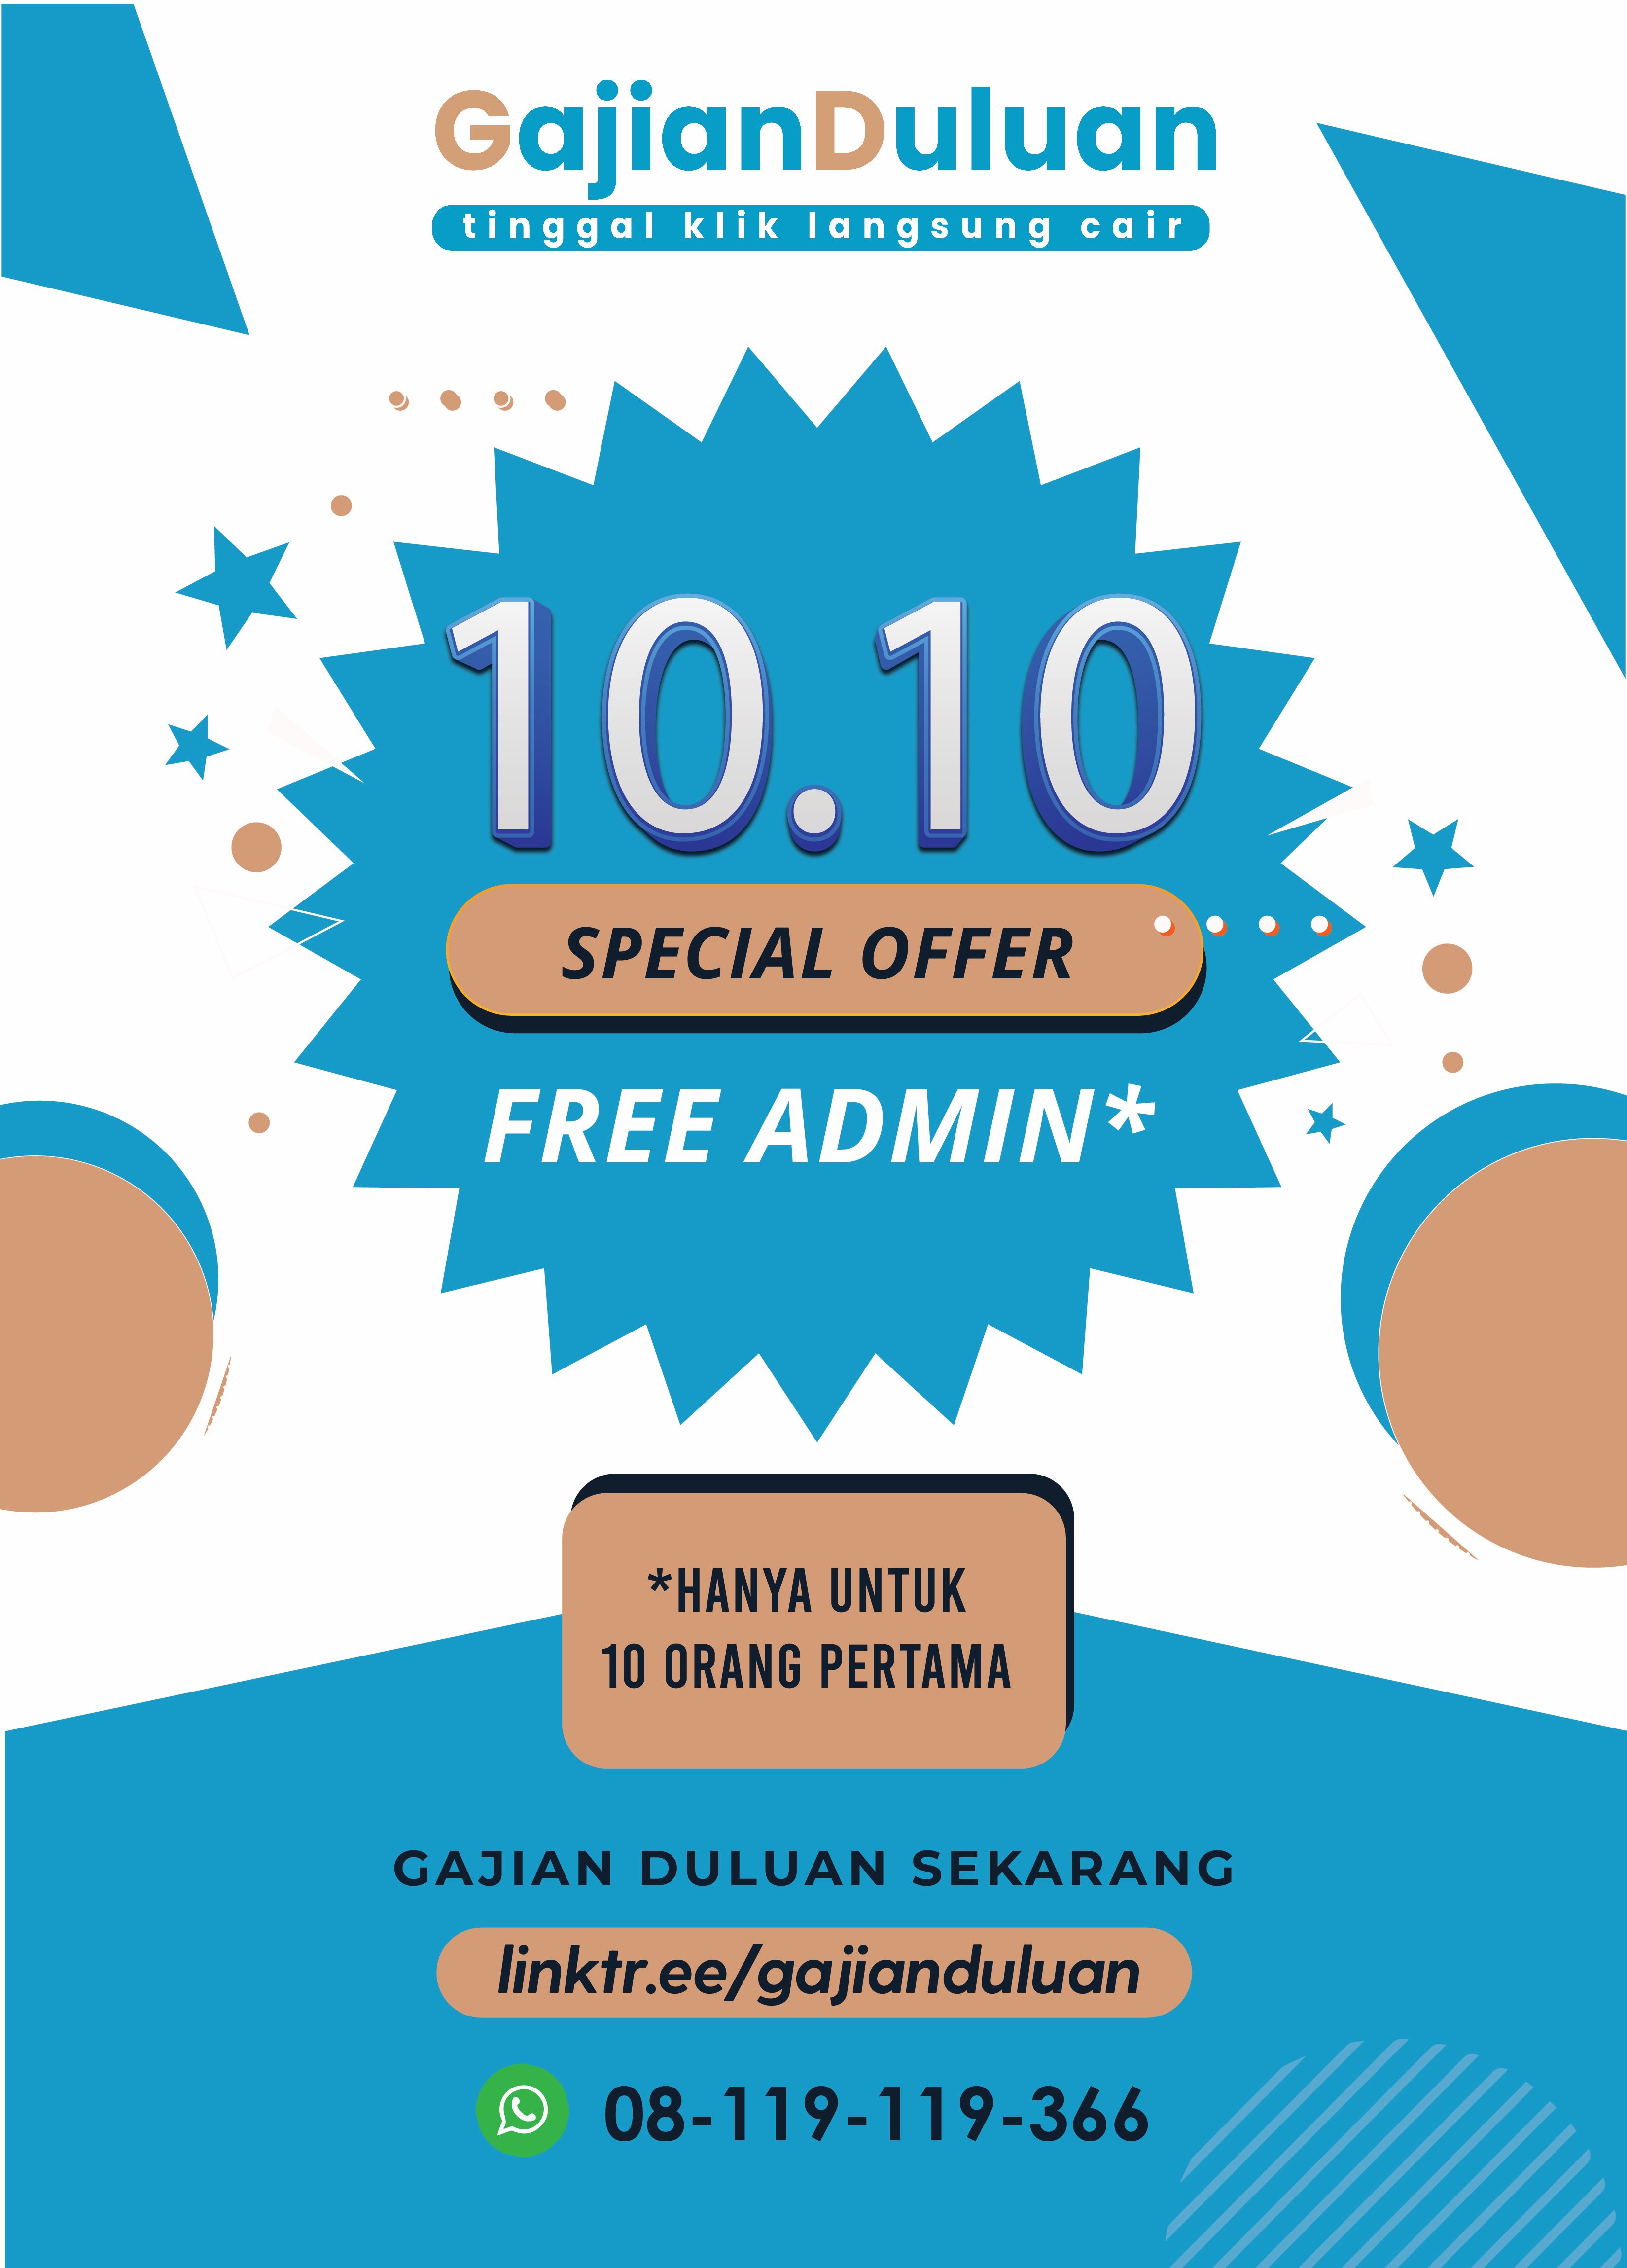 GajianDuluan
tinggal klik langsung cair
10.10
SPECIAL OFFER
FREE ADMIN*
*HANYA UNTUK
10 ORANG PERTAMA
GAJIAN DULUAN SEKARANG
linktr.ee/gajianduluan
08-119-119-366